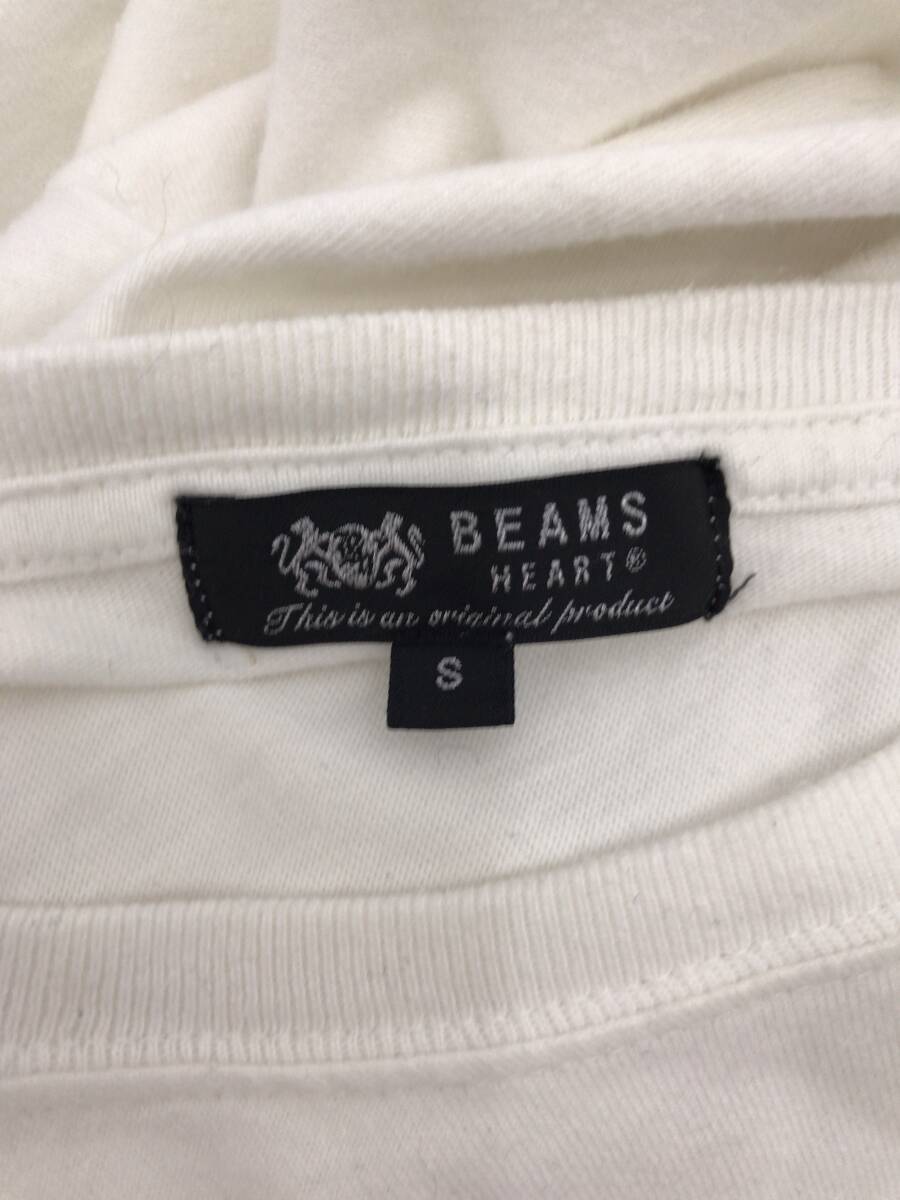 BEAMS
HEART®
This is an original product
S